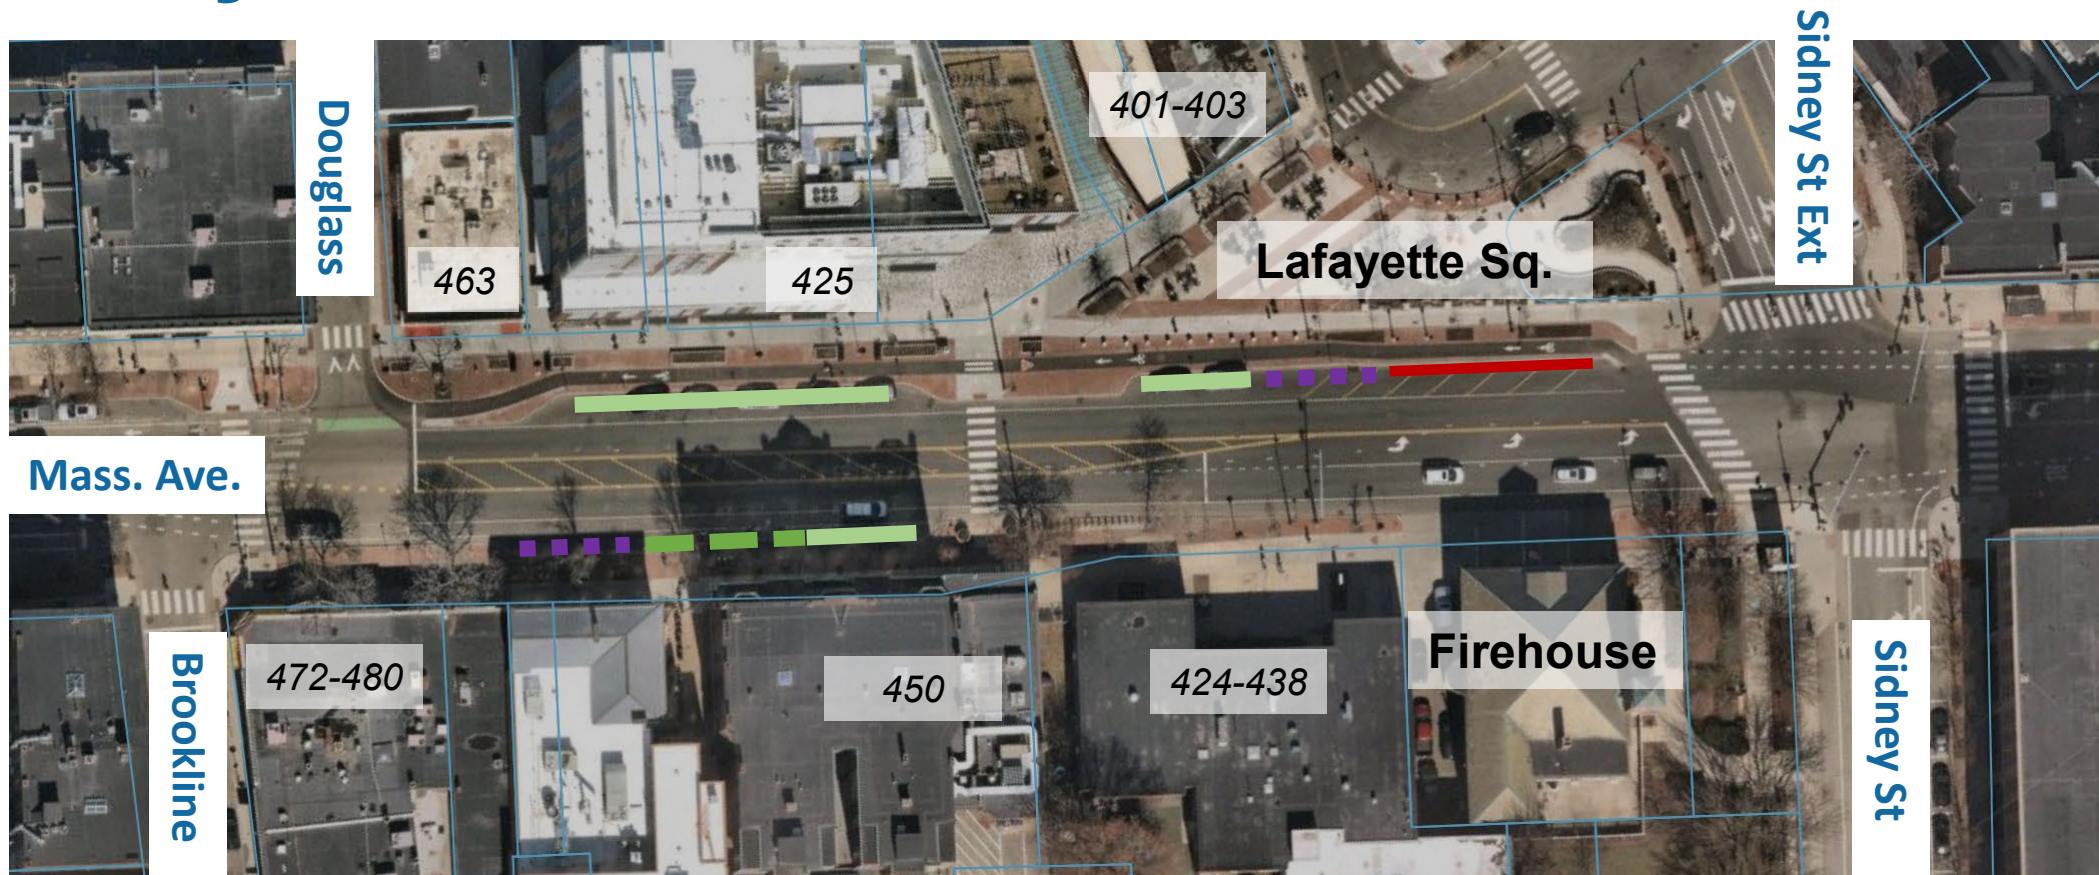 Sidney St Ext
401-403
Douglass
Lafayette Sq.
463
425
Mass. Ave.
Firehouse
472-480
450
424-438
Brookline
Sidney St